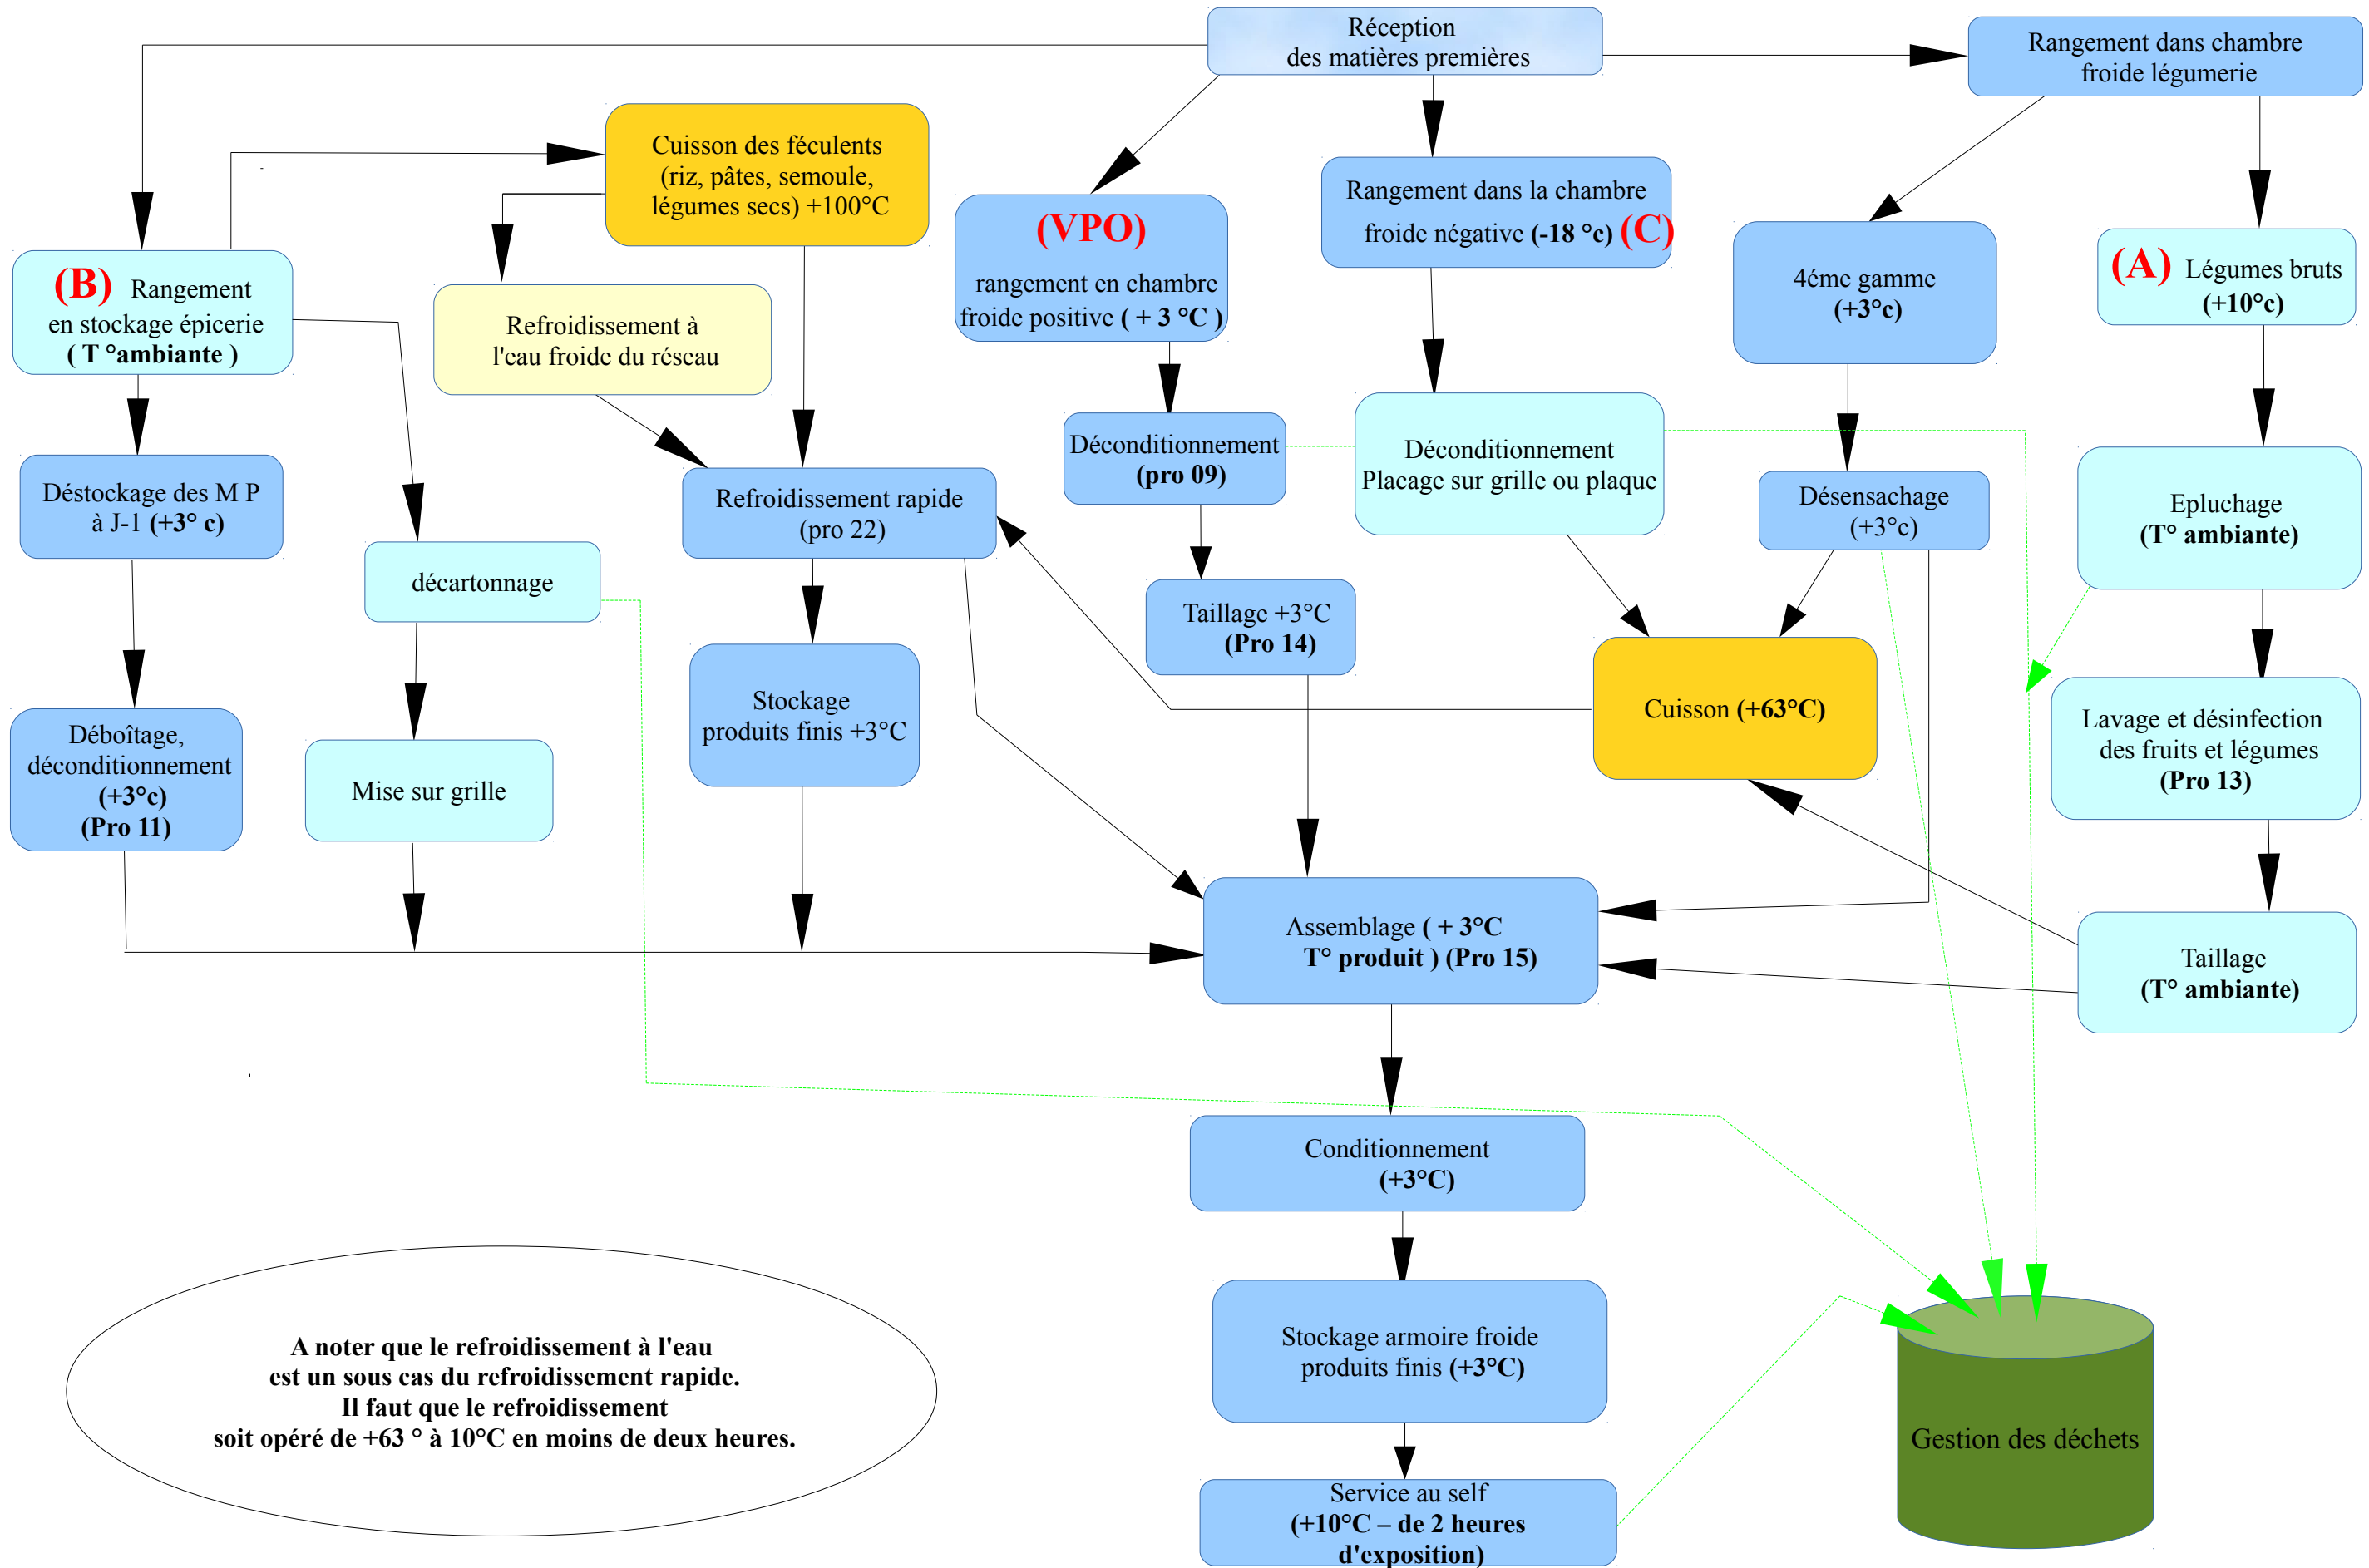 Réception
des matières premières
Rangement dans chambre
froide légumerie
Cuisson des féculents
(riz, pâtes, semoule,
légumes secs) +100°C
(VPO)
rangement en chambre
froide positive ( + 3 °C )
Rangement dans la chambre
froide négative (-18 °c) (C)
4éme gamme
(+3°c)
(A) Légumes bruts
(+10°c)
(B) Rangement
en stockage épicerie
( T °ambiante )
Refroidissement à
l'eau froide du réseau
Déconditionnement
(pro 09)
Déconditionnement
Placage sur grille ou plaque
Désensachage
(+3°c)
Epluchage
(T° ambiante)
Déstockage des M P
à J-1 (+3° c)
Refroidissement rapide
(pro 22)
décartonnage
Taillage +3°C
(Pro 14)
Stockage
produits finis +3°C
Cuisson (+63°C)
Lavage et désinfection
des fruits et légumes
(Pro 13)
Déboîtage,
déconditionnement
(+3°c)
(Pro 11)
Mise sur grille
Assemblage ( + 3°C
T° produit ) (Pro 15)
Taillage
(T° ambiante)
Conditionnement
(+3°C)
Stockage armoire froide
produits finis (+3°C)
A noter que le refroidissement à l'eau
est un sous cas du refroidissement rapide.
Il faut que le refroidissement
soit opéré de +63 ° à 10°C en moins de deux heures.
Gestion des déchets
Service au self
(+10°C – de 2 heures
d'exposition)